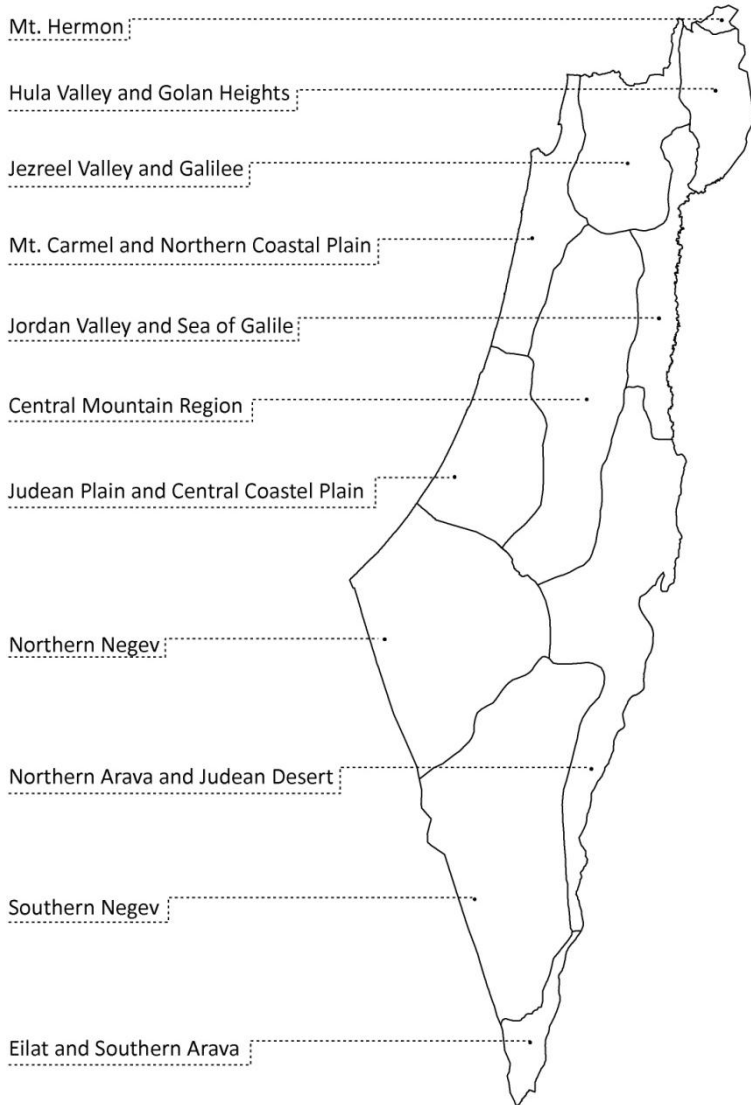 Mt. Hermon
Hula Valley and Golan Heights
Jezreel Valley and Galilee
Mt. Carmel and Northern Coastal Plain
Jordan Valley and Sea of Galile
Central Mountain Region
Judean Plain and Central Coastel Plain
Northern Negev
Northern Arava and Judean Desert
Southern Negev
Eilat and Southern Arava